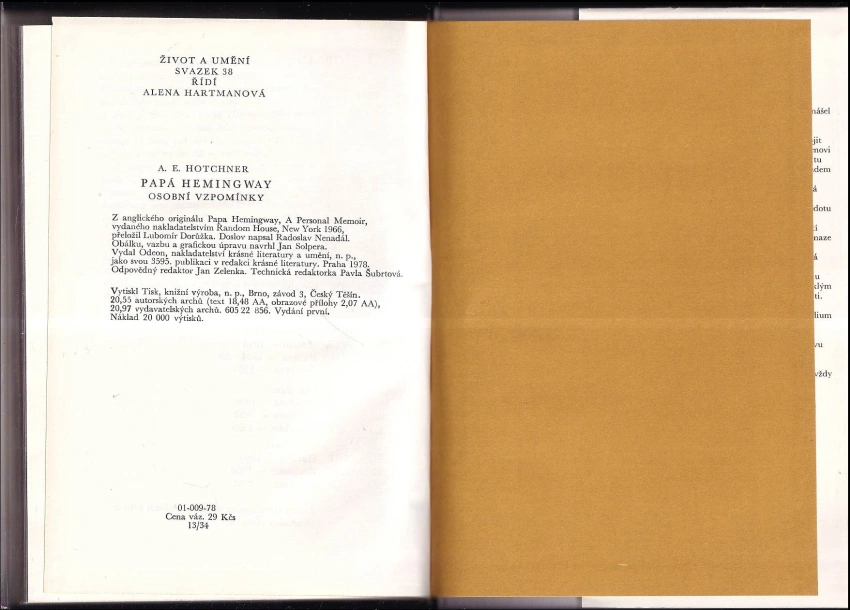 ŽIVOT A UMĚNÍ
SVAZEK 38
ŘÍDÍ
ALENA HARTMANOVÁ
A. E. HOTCHNER
PAPÁ HEMINGWAY
OSOBNÍ VZPOMÍNKY
Z anglického originálu Papa Hemingway, A Personal Memoir,
vydaného nakladatelstvím Random House, New York 1966,
přeložil Lubomír Dorůžka. Doslov napsal Radoslav Nenadál.
Obálku, vazbu a grafickou úpravu navrhl Jan Solpera.
Vydal Odeon, nakladatelství krásné literatury a umění, n. p.,
jako svou 3595. publikaci v redakci krásné literatury. Praha 1978.
Odpovědný redaktor Jan Zelenka. Technická redaktorka Pavla Šubrtová.
Vytiskl Tisk, knižní výroba, n. p., Brno, závod 3, Český Těšín.
20,55 autorských archů (text 18,48 AA, obrazové přílohy 2,07 AA),
20,97 vydavatelských archů. 605 22 856. Vydání první.
Náklad 20 000 výtisků.
01-009-78
Cena váz. 29 Kčs
13/34